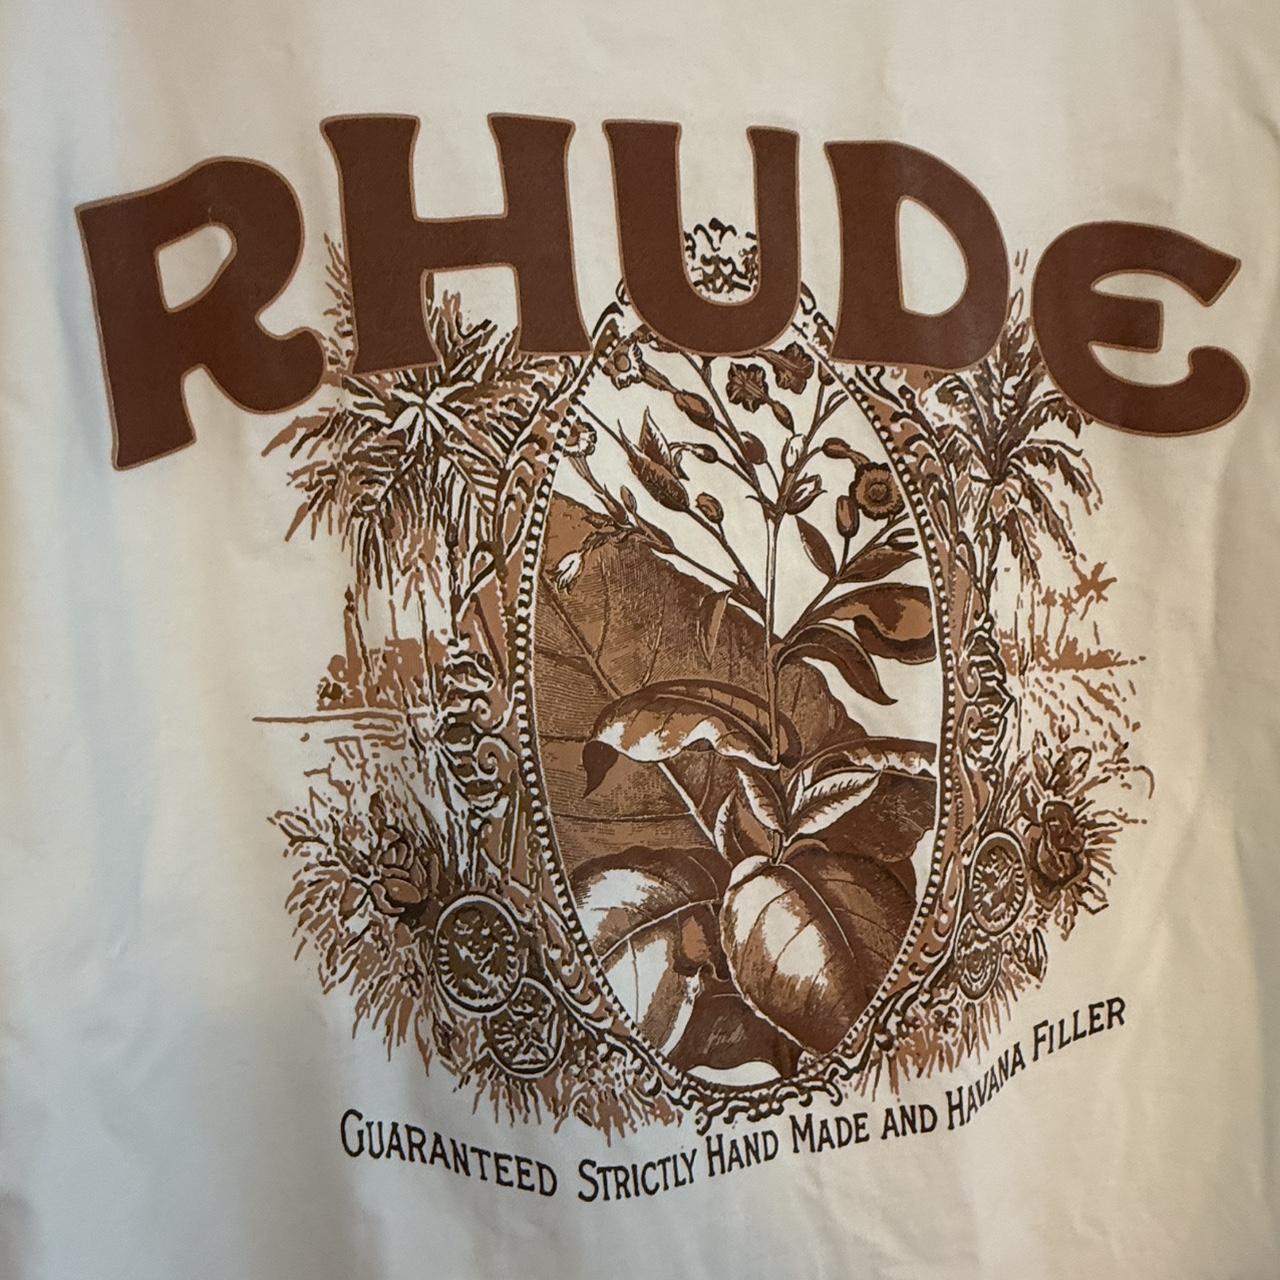 RHUDE
GUARANTEED STRICTLY HAND MADE AND HAVANA FILLER